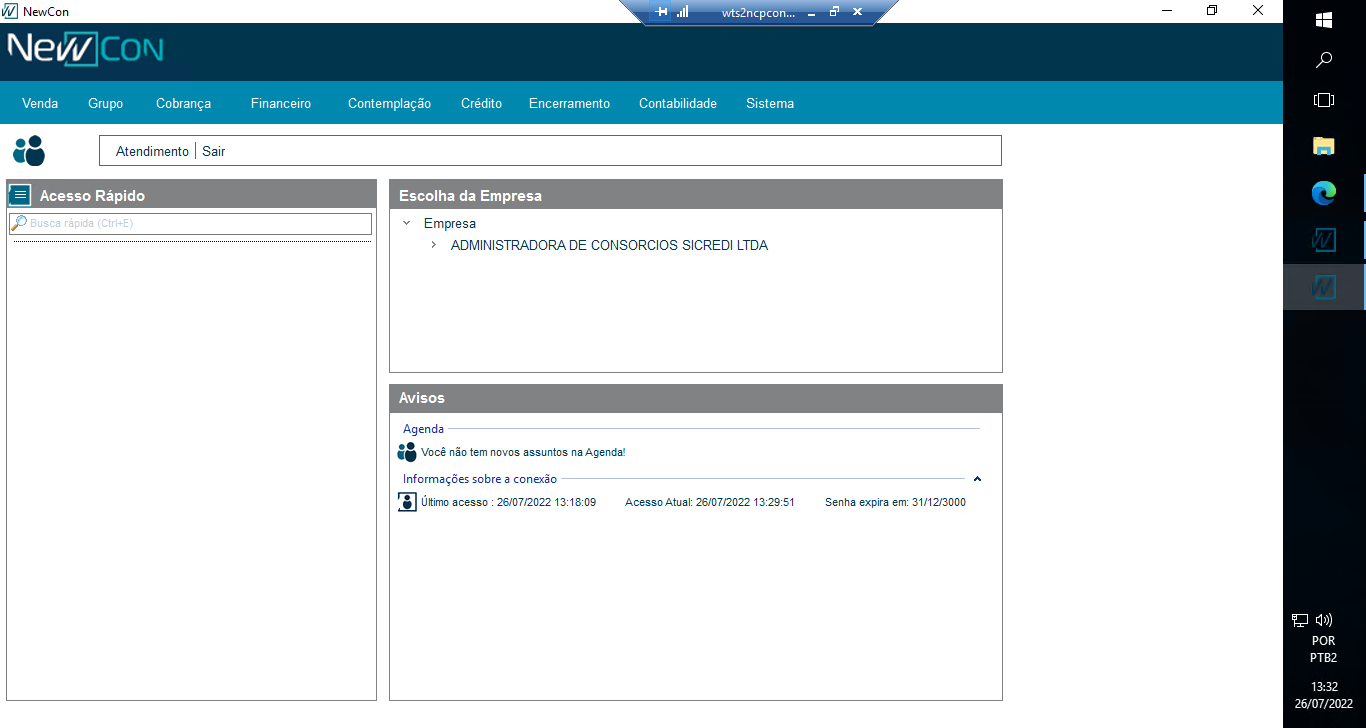 NewCon
wts2ncpcon...
NewCon
Venda Grupo Cobrança Financeiro Contemplação Crédito Encerramento Contabilidade Sistema
Atendimento Sair
Acesso Rápido
Busca rápida (Ctrl+E)
Escolha da Empresa
Empresa
ADMINISTRADORA DE CONSORCIOS SICREDI LTDA
Avisos
Agenda
Você não tem novos assuntos na Agenda!
Informações sobre a conexão
Último acesso : 26/07/2022 13:18:09 Acesso Atual: 26/07/2022 13:29:51 Senha expira em: 31/12/3000
POR
PTB2
13:32
26/07/2022